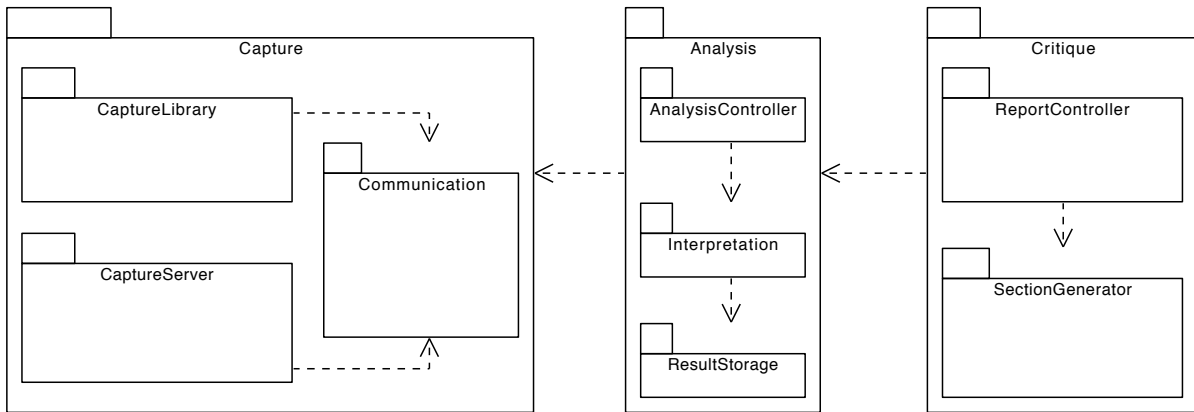 Capture
CaptureLibrary
Communication
CaptureServer
Analysis
AnalysisController
Interpretation
ResultStorage
Critique
ReportController
SectionGenerator